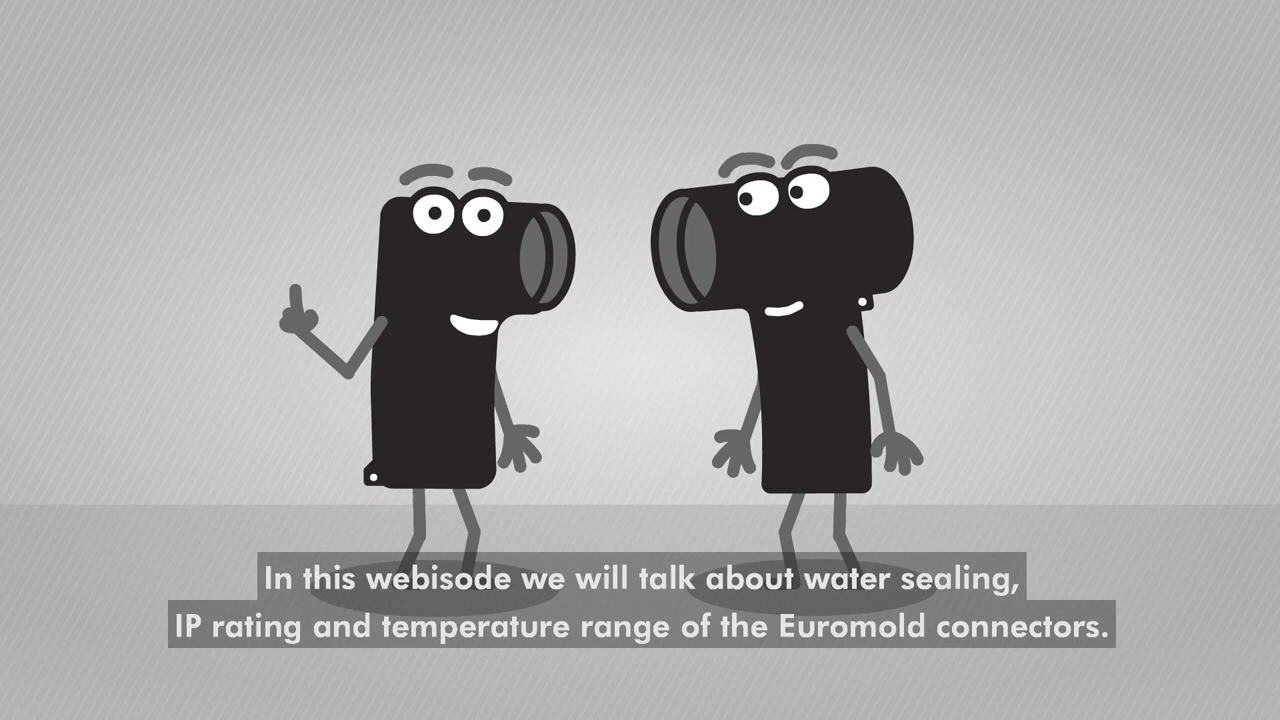 In this webisode we will talk about water sealing,
IP rating and temperature range of the Euromold connectors.